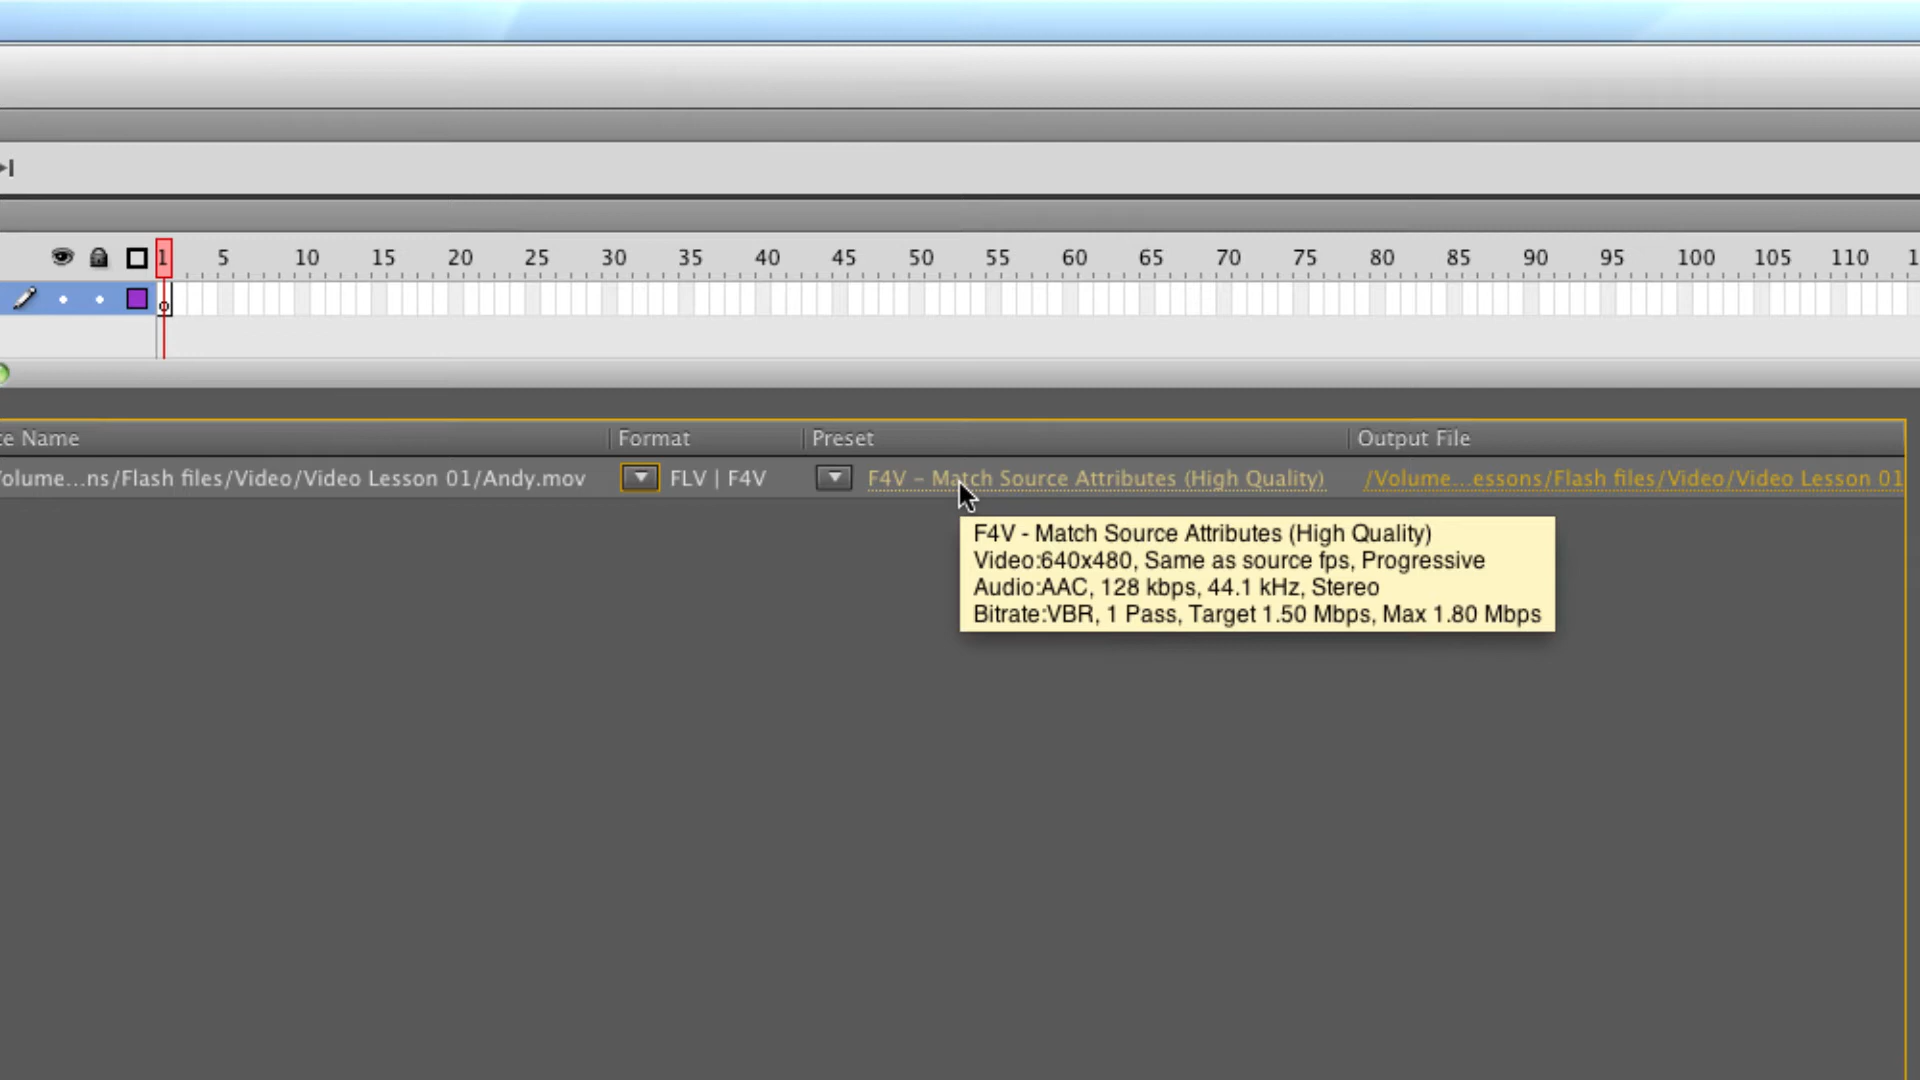 1 5 10 15 20 25 30 35 40 45 50 55 60 65 70 75 80 85 90 95 100 105 110 1
ce Name Format Preset Output File
Volume...ns/Flash files/Video/Video Lesson 01/Andy.mov FLV | F4V F4V – Match Source Attributes (High Quality) /Volume...essons/Flash files/Video/Video Lesson 01
F4V - Match Source Attributes (High Quality)
Video:640x480, Same as source fps, Progressive
Audio:AAC, 128 kbps, 44.1 kHz, Stereo
Bitrate:VBR, 1 Pass, Target 1.50 Mbps, Max 1.80 Mbps